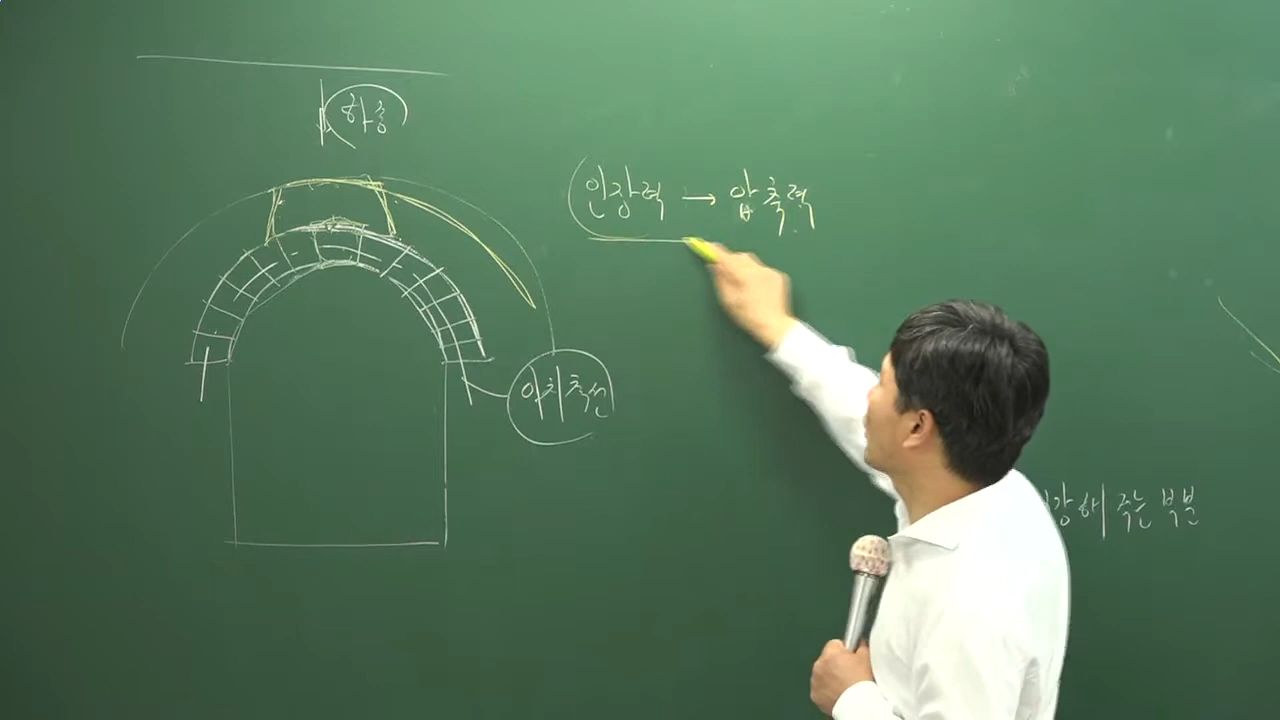 하중
인장력 → 압축력
아치축선
강해 주는 부분